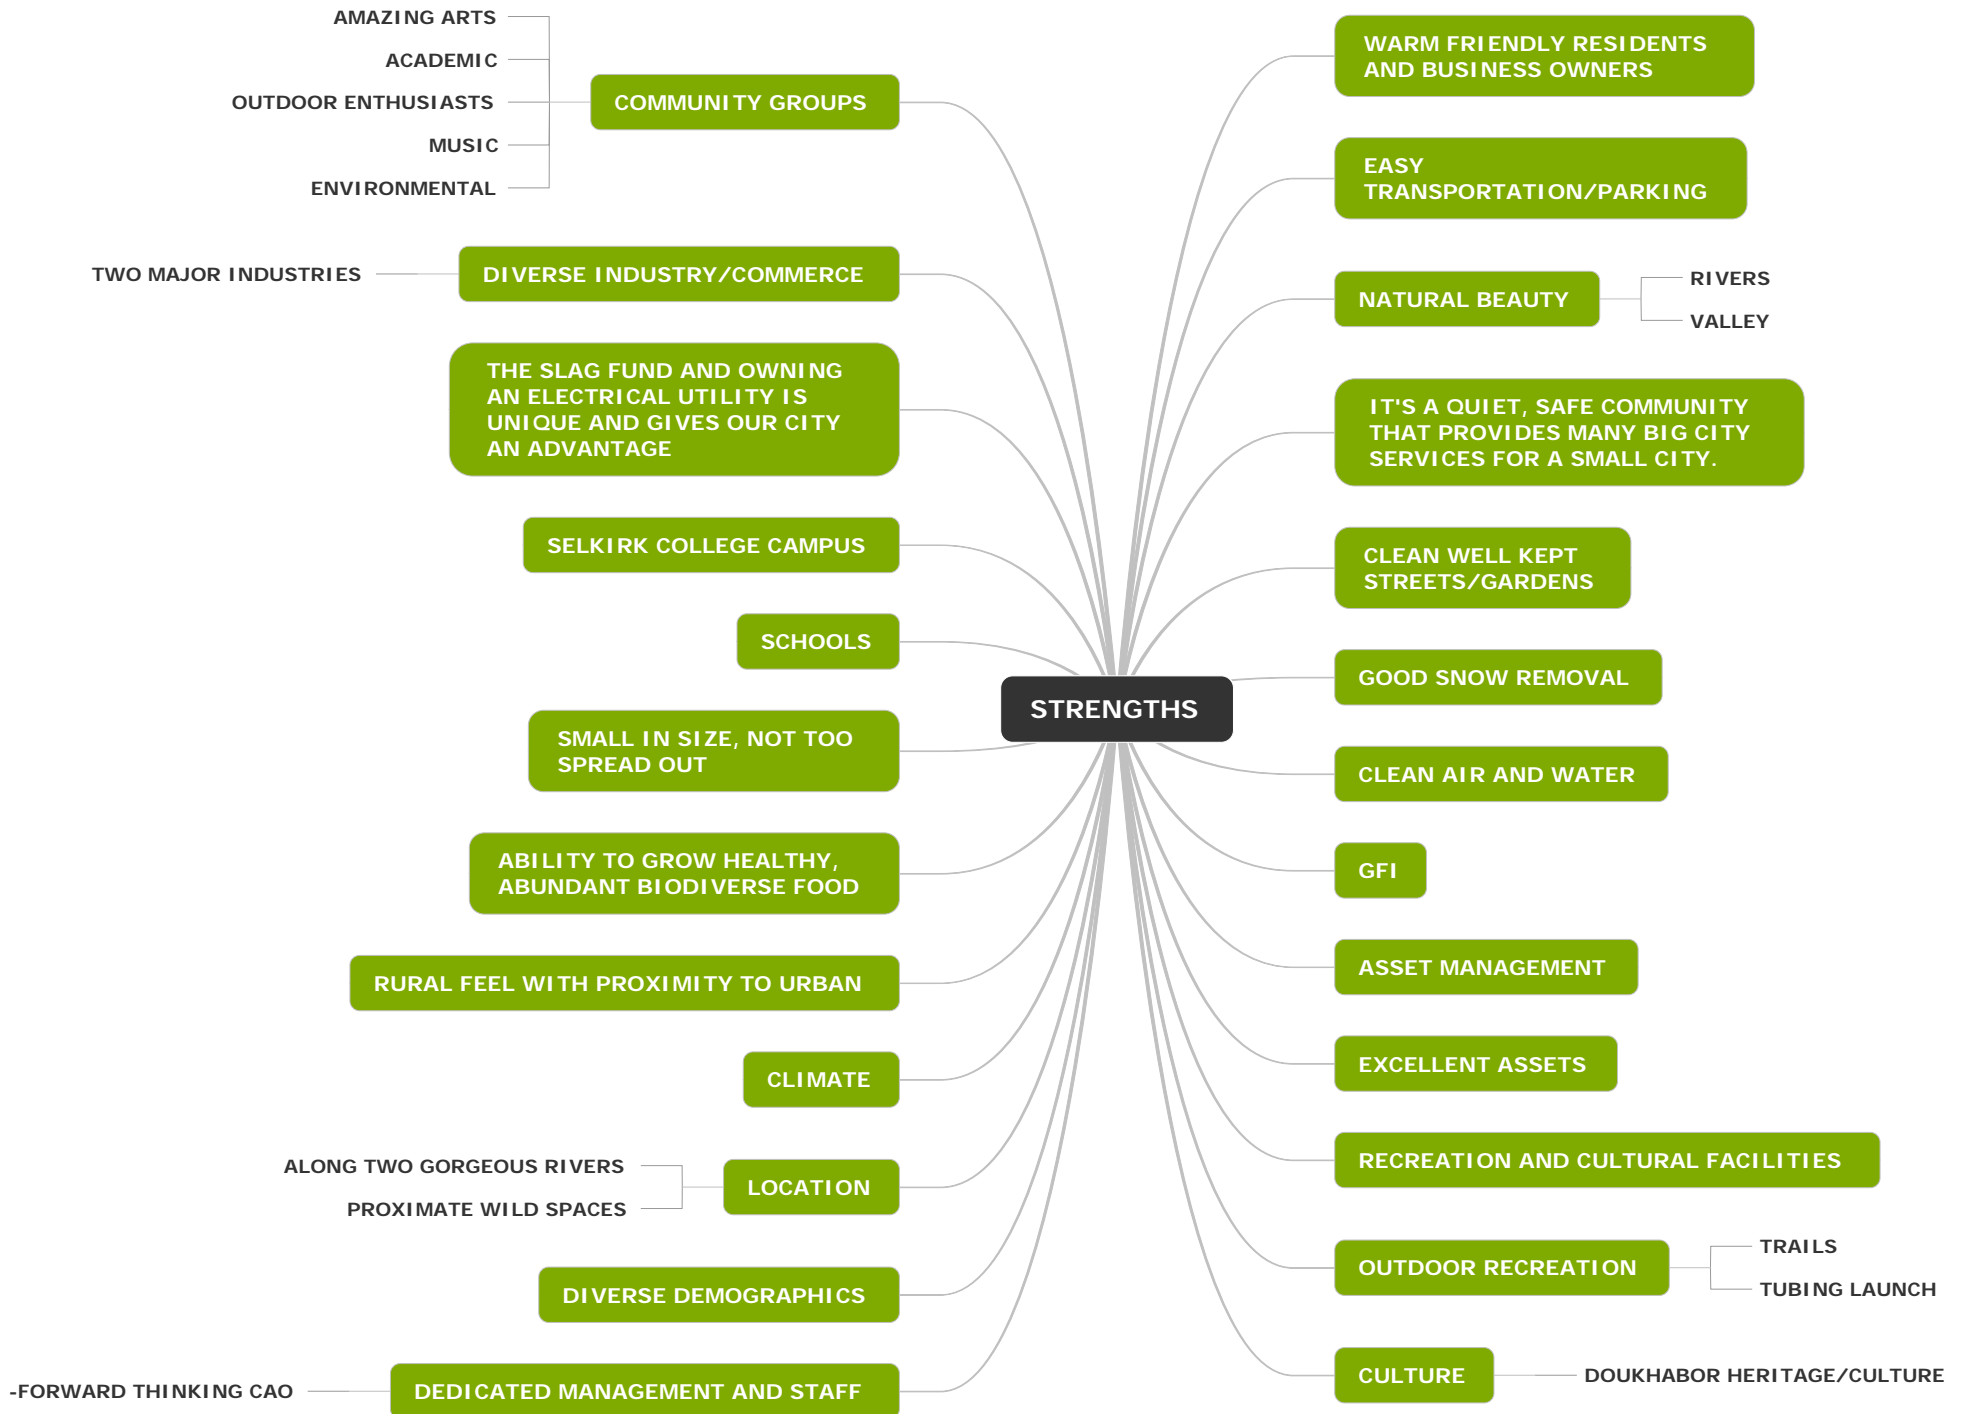 AMAZING ARTS
ACADEMIC
OUTDOOR ENTHUSIASTS
MUSIC
ENVIRONMENTAL
COMMUNITY GROUPS
TWO MAJOR INDUSTRIES
DIVERSE INDUSTRY/COMMERCE
THE SLAG FUND AND OWNING
AN ELECTRICAL UTILITY IS
UNIQUE AND GIVES OUR CITY
AN ADVANTAGE
SELKIRK COLLEGE CAMPUS
SCHOOLS
SMALL IN SIZE, NOT TOO
SPREAD OUT
ABILITY TO GROW HEALTHY,
ABUNDANT BIODIVERSE FOOD
RURAL FEEL WITH PROXIMITY TO URBAN
CLIMATE
ALONG TWO GORGEOUS RIVERS
PROXIMATE WILD SPACES
LOCATION
DIVERSE DEMOGRAPHICS
-FORWARD THINKING CAO
DEDICATED MANAGEMENT AND STAFF
STRENGTHS
WARM FRIENDLY RESIDENTS
AND BUSINESS OWNERS
EASY
TRANSPORTATION/PARKING
NATURAL BEAUTY
RIVERS
VALLEY
IT'S A QUIET, SAFE COMMUNITY
THAT PROVIDES MANY BIG CITY
SERVICES FOR A SMALL CITY.
CLEAN WELL KEPT
STREETS/GARDENS
GOOD SNOW REMOVAL
CLEAN AIR AND WATER
GFI
ASSET MANAGEMENT
EXCELLENT ASSETS
RECREATION AND CULTURAL FACILITIES
OUTDOOR RECREATION
TRAILS
TUBING LAUNCH
CULTURE
DOUKHABOR HERITAGE/CULTURE